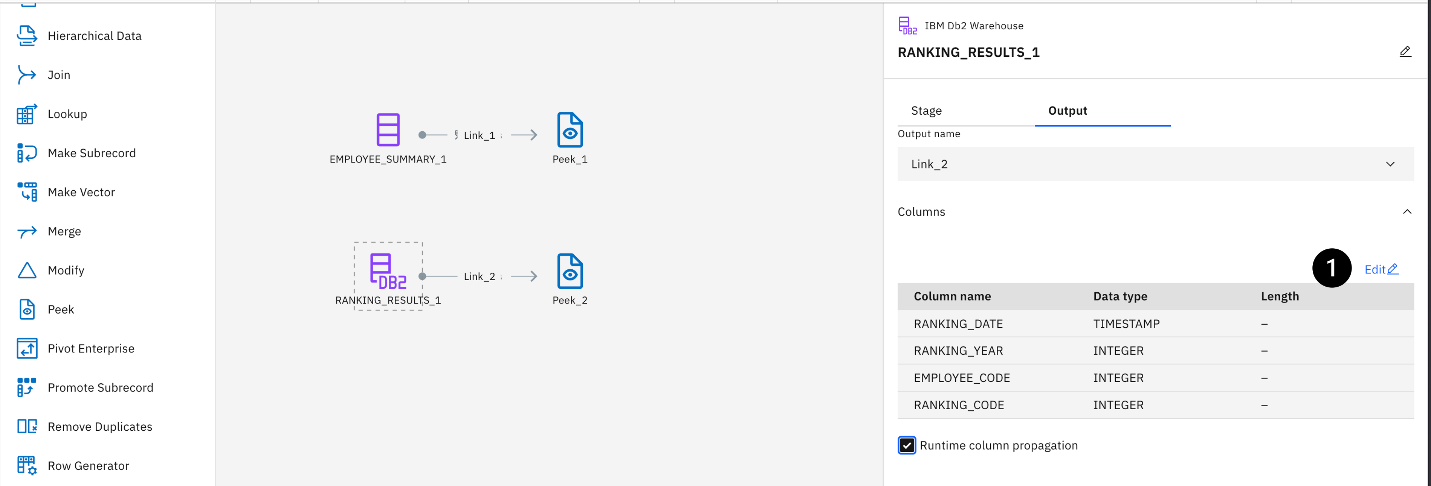 Hierarchical Data
Join
Lookup
Make Subrecord
Make Vector
Merge
Modify
Peek
Pivot Enterprise
Promote Subrecord
Remove Duplicates
Row Generator
Link_1
EMPLOYEE_SUMMARY_1
Peek_1
DB2
Link_2
RANKING_RESULTS_1
Peek_2
DB2
IBM Db2 Warehouse
RANKING_RESULTS_1
Stage
Output
Output name
Link_2
Columns
1
Edit
Column name Data type Length
RANKING_DATE TIMESTAMP –
RANKING_YEAR INTEGER –
EMPLOYEE_CODE INTEGER –
RANKING_CODE INTEGER –
Runtime column propagation